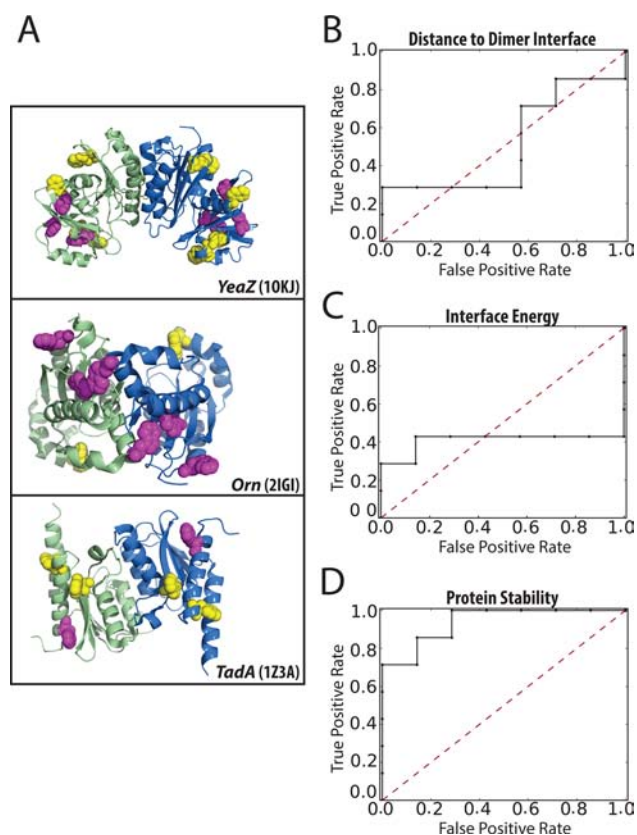 A
YeaZ (1OKJ)
Orn (2IGI)
TadA (1Z3A)
B
Distance to Dimer Interface
True Positive Rate
1.0
0.8
0.6
0.4
0.2
0.0
0.0 0.2 0.4 0.6 0.8 1.0
False Positive Rate
C
Interface Energy
True Positive Rate
1.0
0.8
0.6
0.4
0.2
0.0
0.0 0.2 0.4 0.6 0.8 1.0
False Positive Rate
D
Protein Stability
True Positive Rate
1.0
0.8
0.6
0.4
0.2
0.0
0.0 0.2 0.4 0.6 0.8 1.0
False Positive Rate